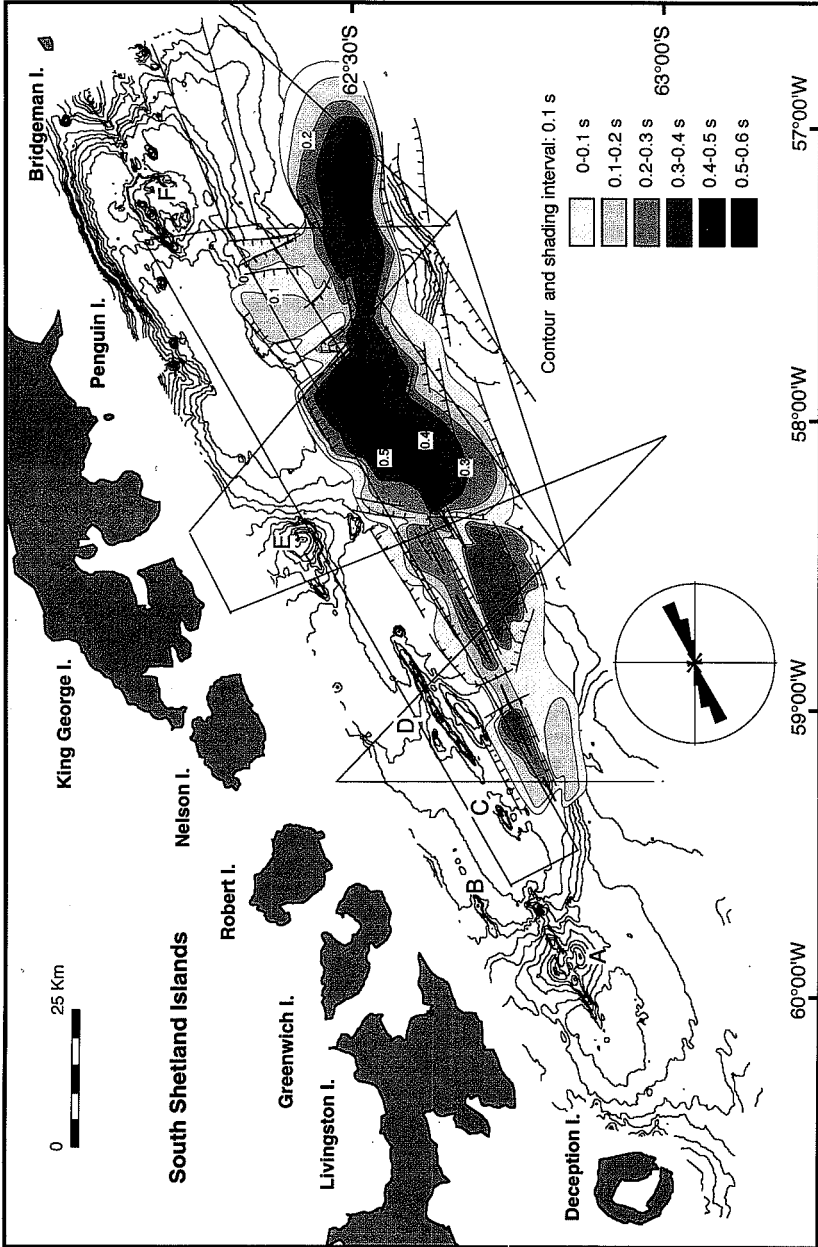 0
25 Km
South Shetland Islands
Bridgeman I.
Penguin I.
King George I.
Nelson I.
Robert I.
Greenwich I.
Livingston I.
Deception I.
F
E
D
C
B
A
0.2
0
0.1
0.5
0.4
0.3
62°30'S
63°00'S
57°00'W
58°00'W
59°00'W
60°00'W
Contour and shading interval: 0.1 s
0-0.1 s
0.1-0.2 s
0.2-0.3 s
0.3-0.4 s
0.4-0.5 s
0.5-0.6 s